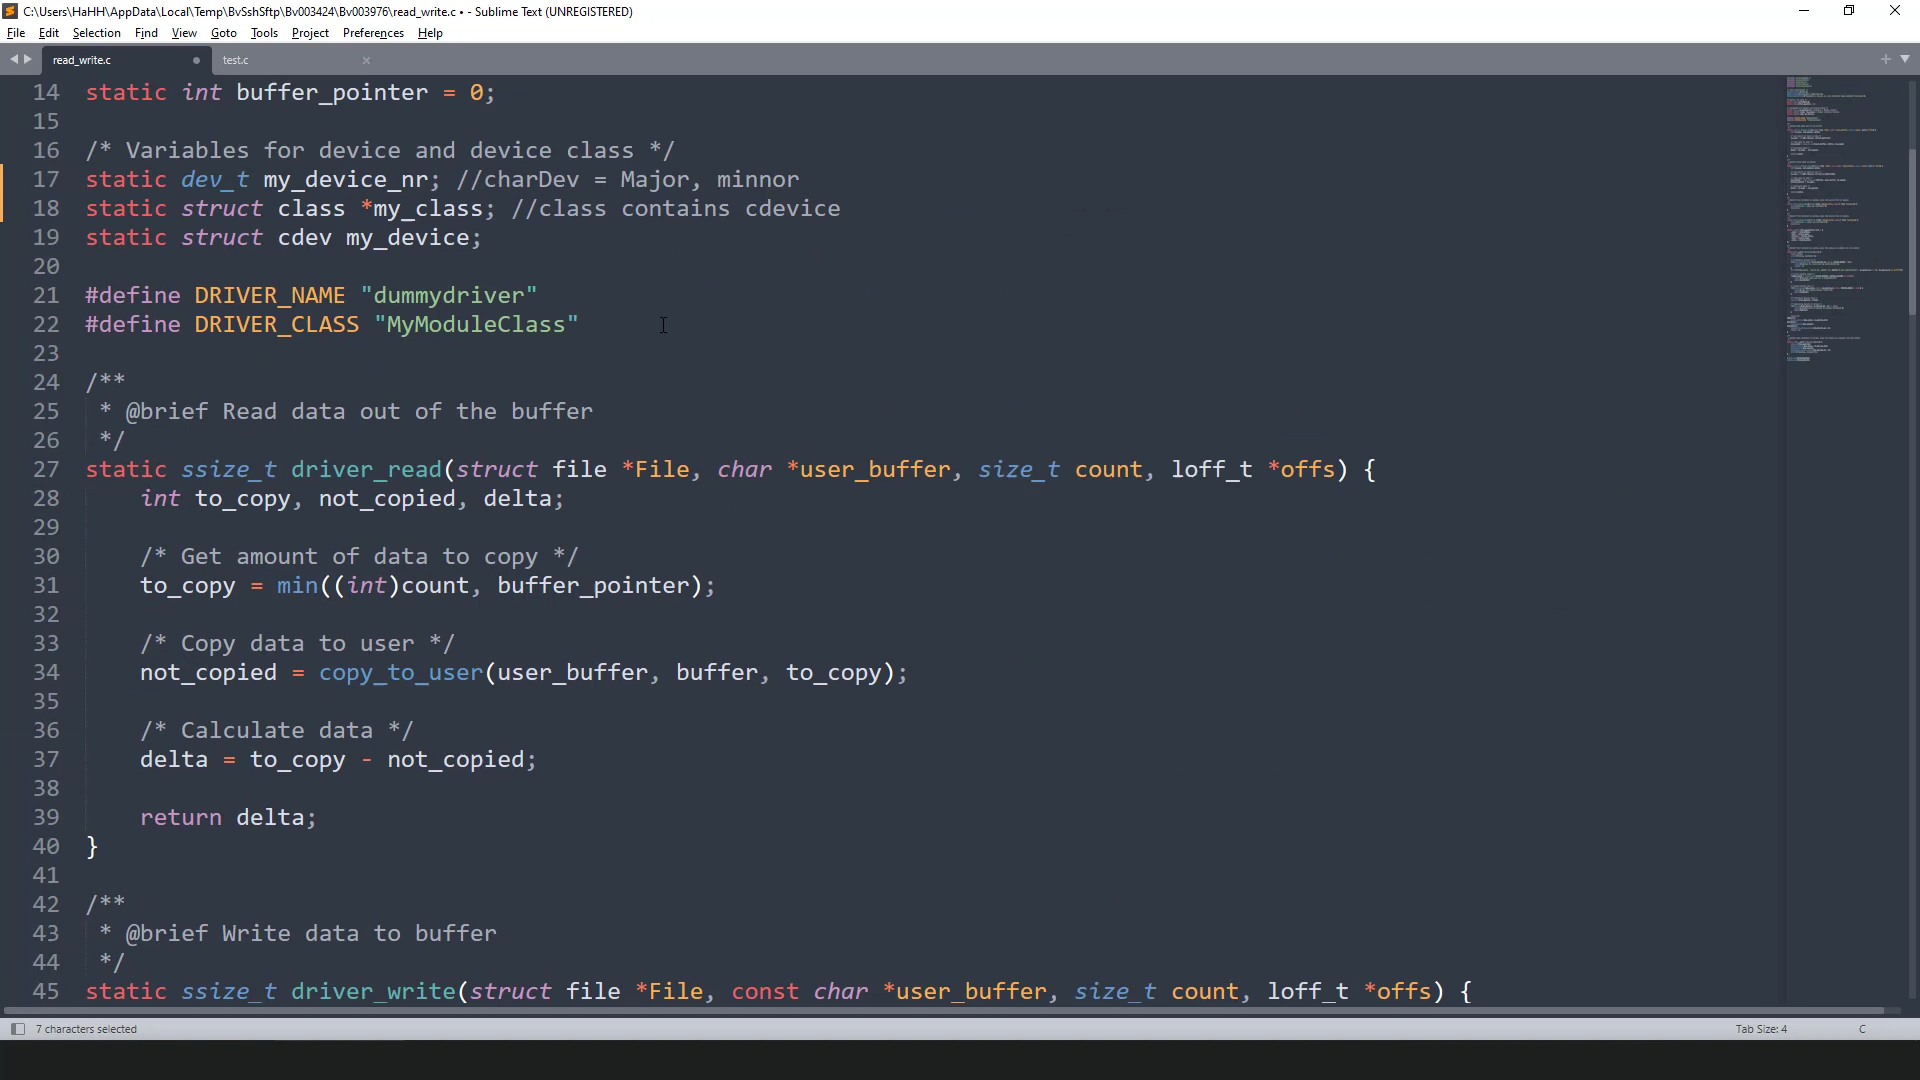 C:\Users\HaHH\AppData\Local\Temp\BvSshSftp\Bv003424\Bv003976\read_write.c • - Sublime Text (UNREGISTERED)
File Edit Selection Find View Goto Tools Project Preferences Help
read_write.c test.c
14 static int buffer_pointer = 0;
15
16 /* Variables for device and device class */
17 static dev_t my_device_nr; //charDev = Major, minnor
18 static struct class *my_class; //class contains cdevice
19 static struct cdev my_device;
20
21 #define DRIVER_NAME "dummydriver"
22 #define DRIVER_CLASS "MyModuleClass"
23
24 /**
25 * @brief Read data out of the buffer
26 */
27 static ssize_t driver_read(struct file *File, char *user_buffer, size_t count, loff_t *offs) {
28 int to_copy, not_copied, delta;
29
30 /* Get amount of data to copy */
31 to_copy = min((int)count, buffer_pointer);
32
33 /* Copy data to user */
34 not_copied = copy_to_user(user_buffer, buffer, to_copy);
35
36 /* Calculate data */
37 delta = to_copy - not_copied;
38
39 return delta;
40 }
41
42 /**
43 * @brief Write data to buffer
44 */
45 static ssize_t driver_write(struct file *File, const char *user_buffer, size_t count, loff_t *offs) {
7 characters selected Tab Size: 4 C